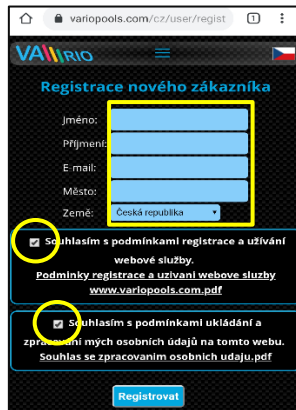 variopools.com/cz/user/regist
1
VARIO
Registrace nového zákazníka
Jméno:
Příjmení:
E-mail:
Město:
Země: Česká republika
Souhlasím s podmínkami registrace a užívání
webové služby.
Podminky registrace a uzivani webove sluzby
www.variopools.com.pdf
Souhlasím s podmínkami ukládání a
zpracování mých osobních údajů na tomto webu.
Souhlas se zpracovanim osobnich udaju.pdf
Registrovat